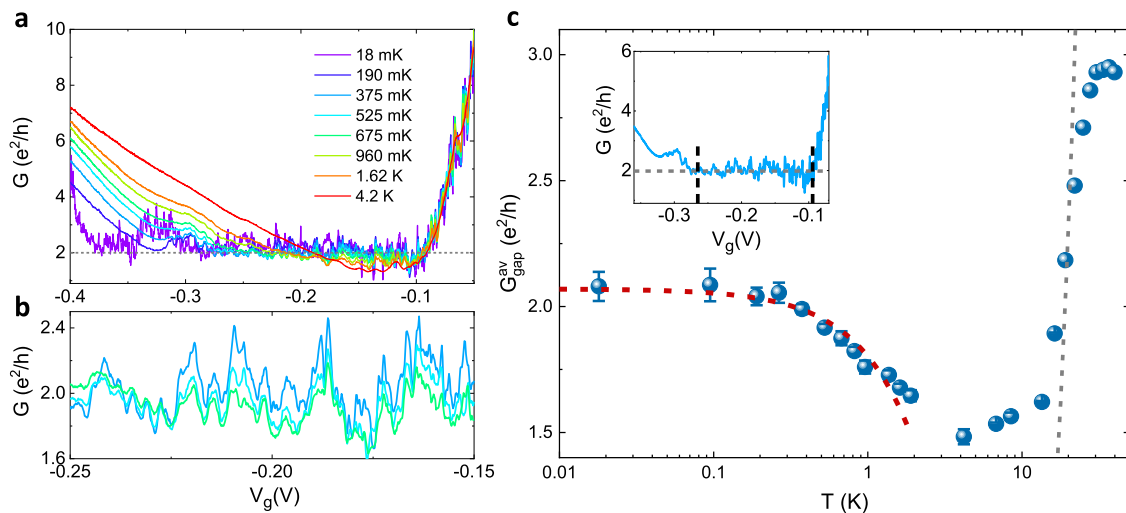 a
10
8
6
4
2
G (e²/h)
18 mK
190 mK
375 mK
525 mK
675 mK
960 mK
1.62 K
4.2 K
-0.4
-0.3
-0.2
-0.1
b
2.4
2.0
1.6
G (e²/h)
-0.25
-0.20
-0.15
V_g(V)
c
3.0
2.5
2.0
1.5
G_gap^av (e²/h)
0.01
0.1
1
10
T (K)
6
4
2
0
G (e²/h)
-0.3
-0.2
-0.1
V_g(V)